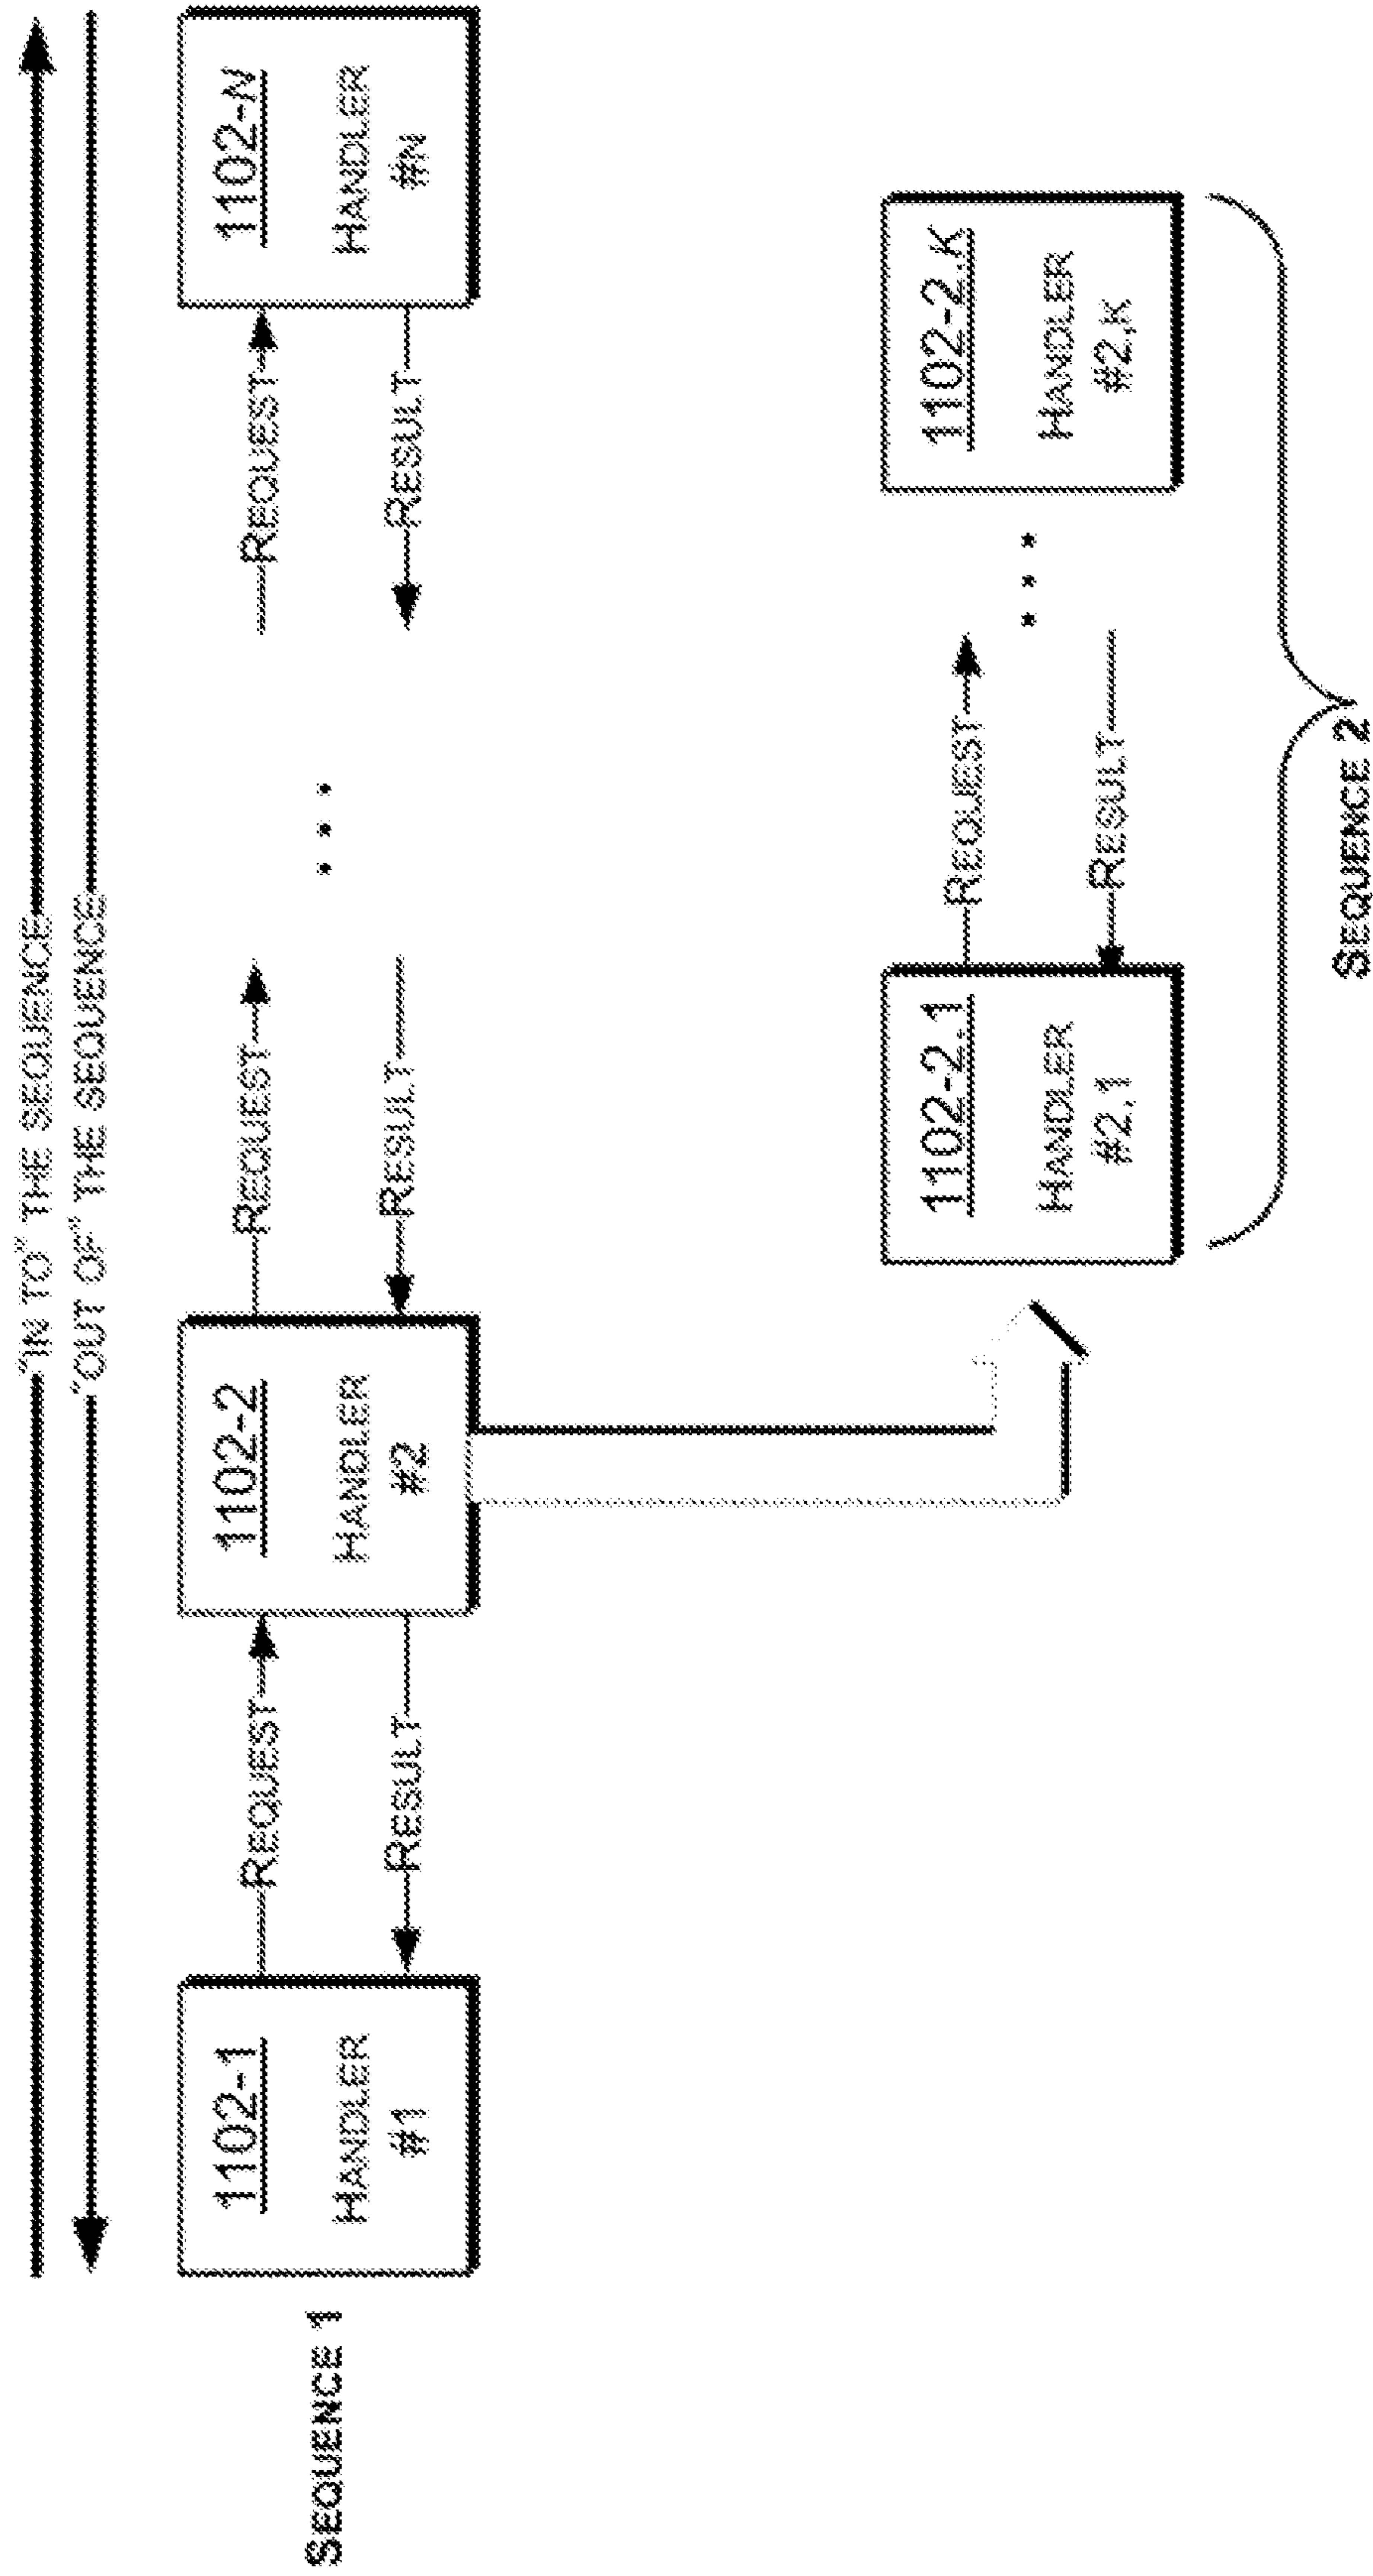 "IN TO" THE SEQUENCE
"OUT OF" THE SEQUENCE
SEQUENCE 1
1102-1
HANDLER
#1
REQUEST
RESULT
1102-2
HANDLER
#2
REQUEST
RESULT
...
REQUEST
RESULT
1102-N
HANDLER
#N
1102-2.1
HANDLER
#2,1
REQUEST
RESULT
...
1102-2.K
HANDLER
#2,K
SEQUENCE 2